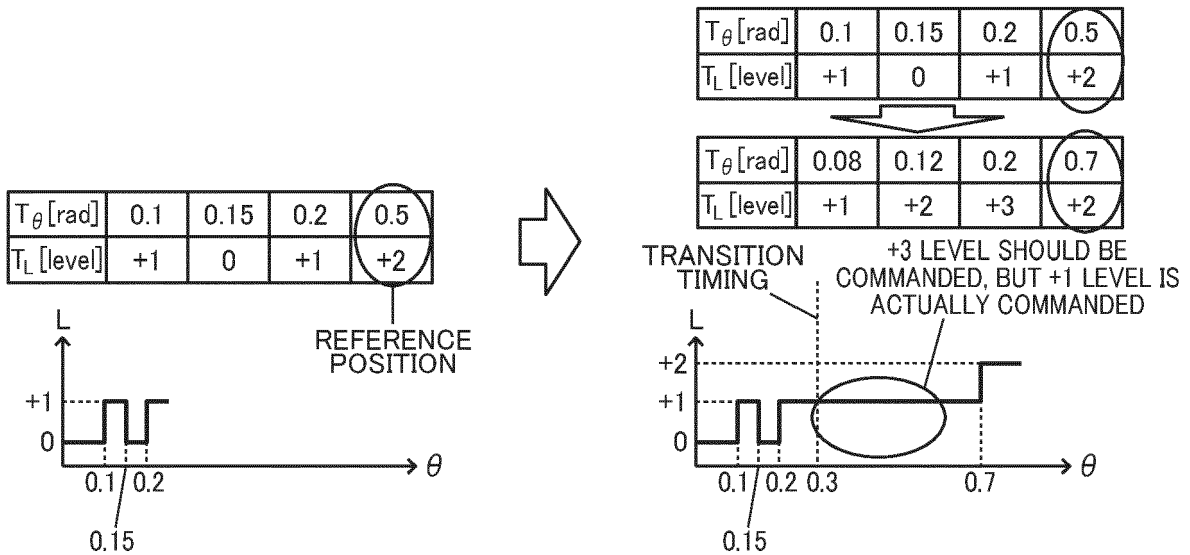 Tθ[rad] 0.1 0.15 0.2 0.5
TL[level] +1 0 +1 +2
REFERENCE
POSITION
L
+1
0
0.1 0.2
θ
0.15
Tθ[rad] 0.1 0.15 0.2 0.5
TL[level] +1 0 +1 +2
Tθ[rad] 0.08 0.12 0.2 0.7
TL[level] +1 +2 +3 +2
TRANSITION
TIMING
+3 LEVEL SHOULD BE
COMMANDED, BUT +1 LEVEL IS
ACTUALLY COMMANDED
L
+2
+1
0
0.1 0.2 0.3 0.7
θ
0.15